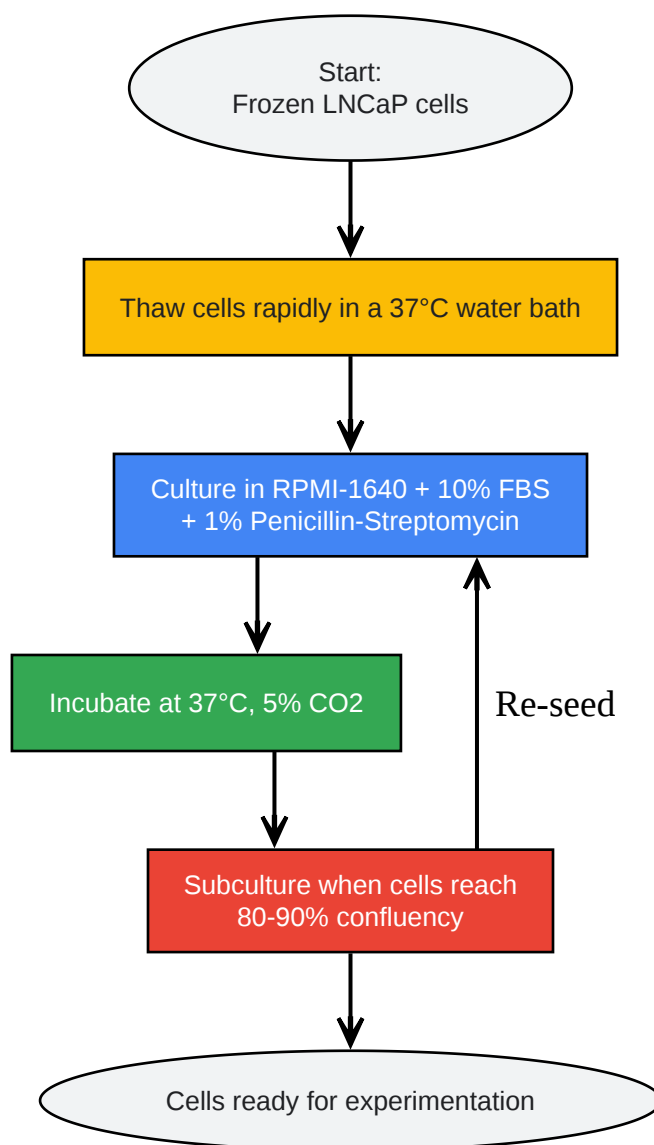 Start:
Frozen LNCaP cells
Thaw cells rapidly in a 37°C water bath
Culture in RPMI-1640 + 10% FBS
+ 1% Penicillin-Streptomycin
Incubate at 37°C, 5% CO2
Re-seed
Subculture when cells reach
80-90% confluency
Cells ready for experimentation